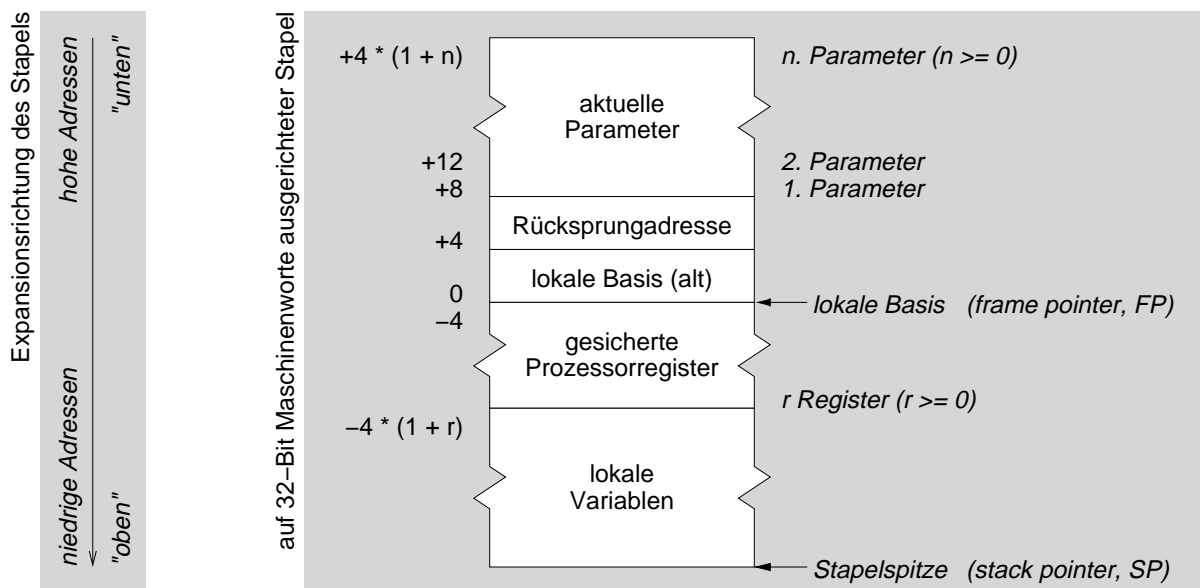 Expansionsrichtung des Stapels
hohe Adressen
niedrige Adressen
"unten"
"oben"
auf 32–Bit Maschinenworte ausgerichteter Stapel
+4 * (1 + n)
n. Parameter (n >= 0)
aktuelle
Parameter
+12
2. Parameter
+8
1. Parameter
Rücksprungadresse
+4
lokale Basis (alt)
0
lokale Basis (frame pointer, FP)
–4
gesicherte
Prozessorregister
r Register (r >= 0)
–4 * (1 + r)
lokale
Variablen
Stapelspitze (stack pointer, SP)